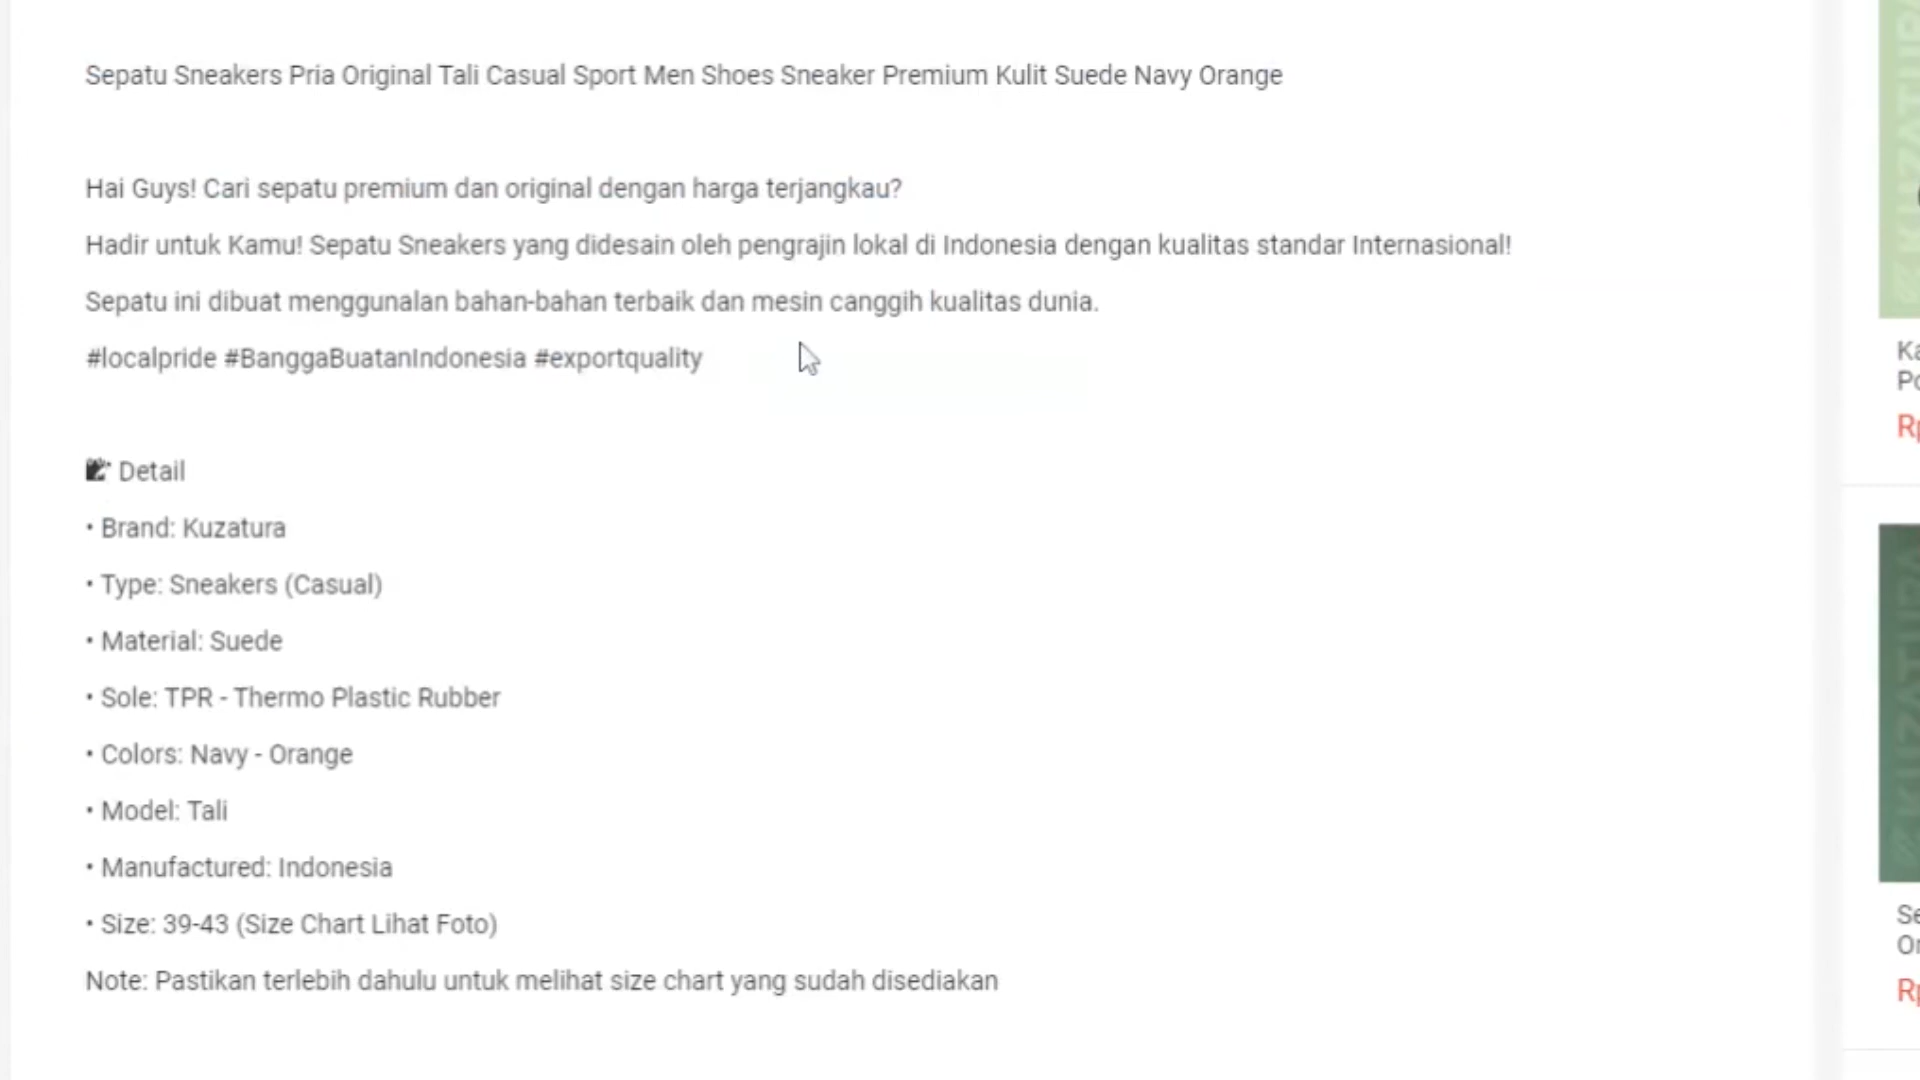 Sepatu Sneakers Pria Original Tali Casual Sport Men Shoes Sneaker Premium Kulit Suede Navy Orange
Hai Guys! Cari sepatu premium dan original dengan harga terjangkau?
Hadir untuk Kamu! Sepatu Sneakers yang didesain oleh pengrajin lokal di Indonesia dengan kualitas standar Internasional!
Sepatu ini dibuat menggunalan bahan-bahan terbaik dan mesin canggih kualitas dunia.
#localpride #BanggaBuatanIndonesia #exportquality
Detail
• Brand: Kuzatura
• Type: Sneakers (Casual)
• Material: Suede
• Sole: TPR - Thermo Plastic Rubber
• Colors: Navy - Orange
• Model: Tali
• Manufactured: Indonesia
• Size: 39-43 (Size Chart Lihat Foto)
Note: Pastikan terlebih dahulu untuk melihat size chart yang sudah disediakan